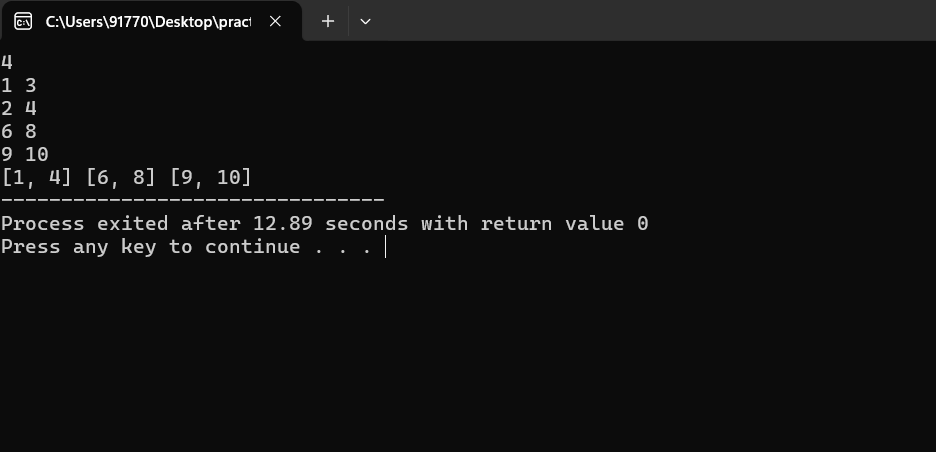 C:\Users\91770\Desktop\pract
4
1 3
2 4
6 8
9 10
[1, 4] [6, 8] [9, 10]
--------------------------------
Process exited after 12.89 seconds with return value 0
Press any key to continue . . .